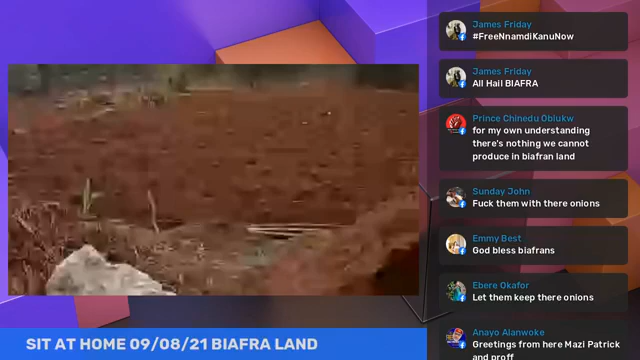 James Friday
#FreeNnamdiKanuNow
James Friday
All Hail BIAFRA
Prince Chinedu Obiukw
for my own understanding
there's nothing we cannot
produce in biafran land
Sunday John
Fuck them with there onions
Emmy Best
God bless biafrans
Ebere Okafor
Let them keep there onions
Anayo Alanwoke
Greetings from here Mazi Patrick
and proff
SIT AT HOME 09/08/21 BIAFRA LAND